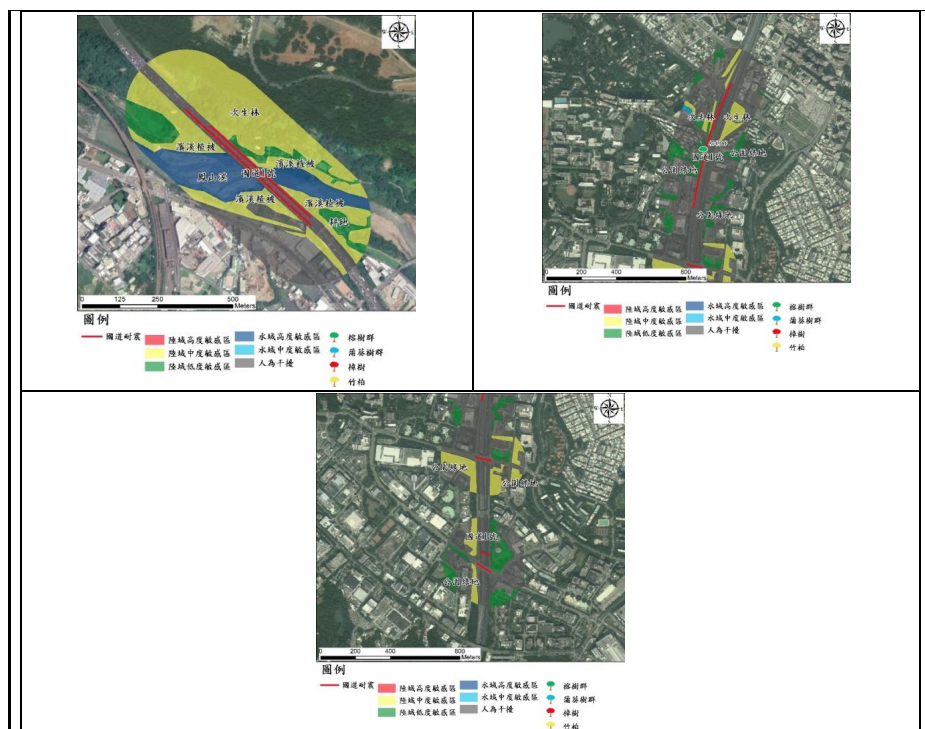 次生林
濱溪植被
濱溪植被
鳳山溪
國道1號
濱溪植被
濱溪植被
耕地
0 125 250 500
Meters
圖例
國道耐震
陸域高度敏感區
陸域中度敏感區
陸域低度敏感區
水域高度敏感區
水域中度敏感區
人為干擾
榕樹群
蒲葵樹群
樟樹
竹柏
次生林
次生林
國道1號
公園綠地
公園綠地
公園綠地
0 200 400 800
Meters
圖例
國道耐震
陸域高度敏感區
陸域中度敏感區
陸域低度敏感區
水域高度敏感區
水域中度敏感區
人為干擾
榕樹群
蒲葵樹群
樟樹
竹柏
公園綠地
公園綠地
國道1號
公園綠地
0 200 400 800
Meters
圖例
國道耐震
陸域高度敏感區
陸域中度敏感區
陸域低度敏感區
水域高度敏感區
水域中度敏感區
人為干擾
榕樹群
蒲葵樹群
樟樹
竹柏